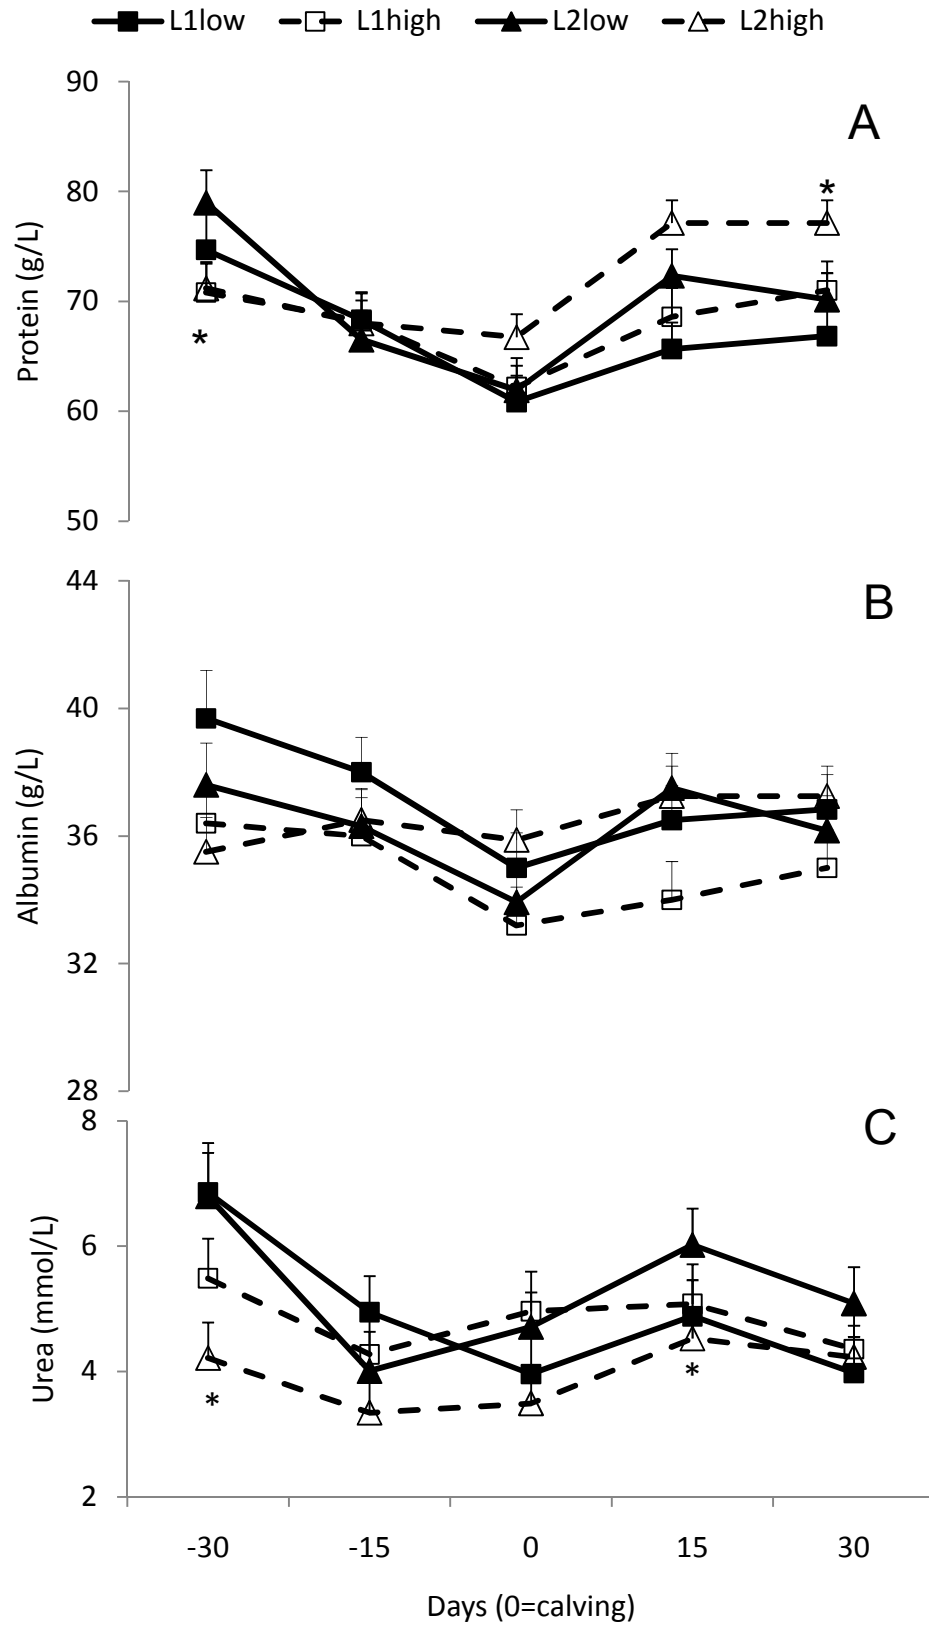 L1low L1high L2low L2high
A
Protein (g/L)
90
80
70
60
50
*
*
B
Albumin (g/L)
44
40
36
32
28
C
Urea (mmol/L)
8
6
4
2
*
*
-30 -15 0 15 30
Days (0=calving)